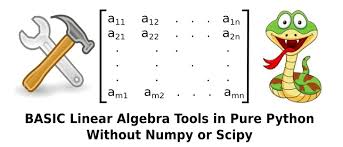 a11 a12 . . . a1n
a21 a22 . . . a2n
. . . . . .
. . . . . .
. . . . . .
am1 am2 . . . amn
BASIC Linear Algebra Tools in Pure Python
Without Numpy or Scipy